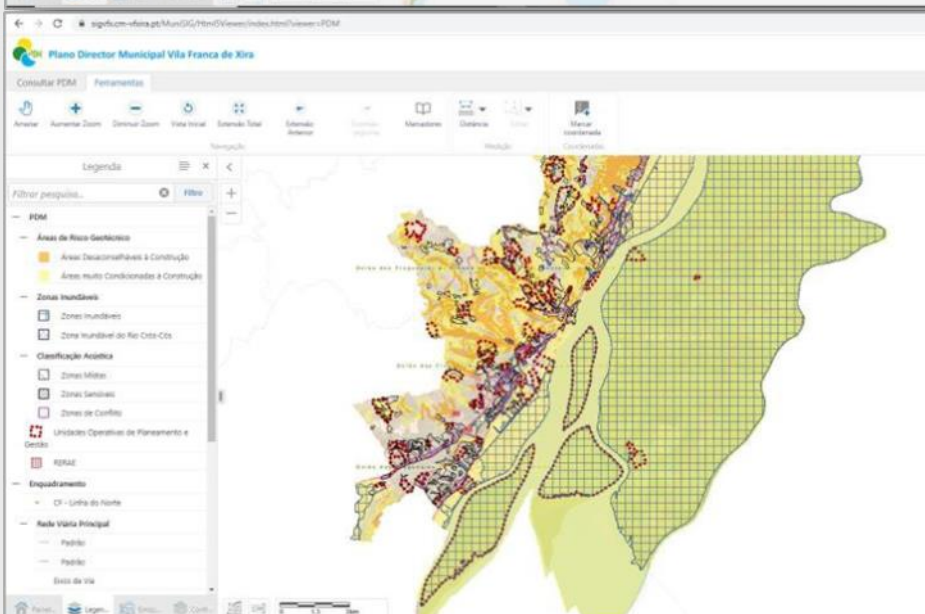 sigvfx.cm-vfxira.pt/MuniSIG/Html5Viewer/index.html?viewer=PDM
Plano Director Municipal Vila Franca de Xira
Consultar PDM Ferramentas
Arrastar Aumentar Zoom Diminuir Zoom Vista Inicial Extensão Total Extensão Anterior Marcadores Distância Marcar coordenada
Navegação Medição Coordenadas
Legenda
Filtrar pesquisa... Filtro
PDM
Áreas de Risco Geotécnico
Áreas Desaconselháveis à Construção
Áreas muito Condicionadas à Construção
Zonas Inundáveis
Zonas Inundáveis
Zona Inundável do Rio Crós-Cós
Classificação Acústica
Zonas Mistas
Zonas Sensíveis
Zonas de Conflito
Unidades Operativas de Planeamento e
Gestão
RERAE
Enquadramento
CF - Linha do Norte
Rede Viária Principal
Padrão
Padrão
Eixos de Via
Legen...